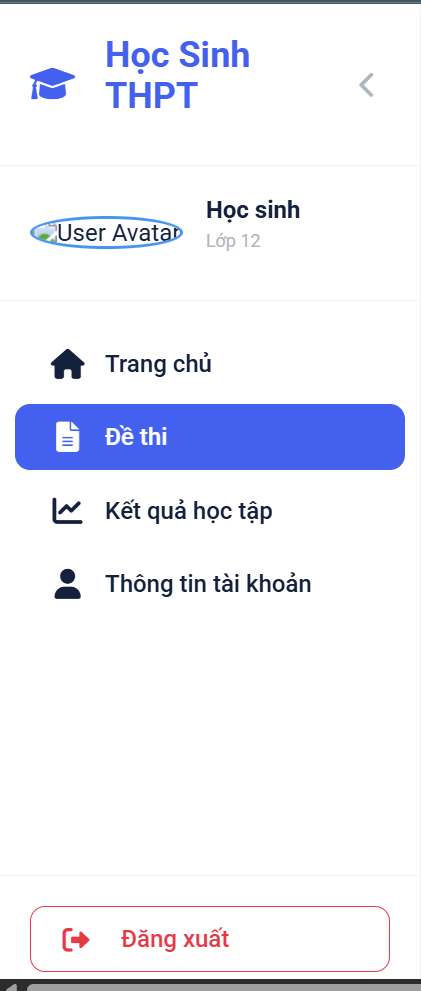 Học Sinh
THPT
Học sinh
User Avatar
Lớp 12
Trang chủ
Đề thi
Kết quả học tập
Thông tin tài khoản
Đăng xuất